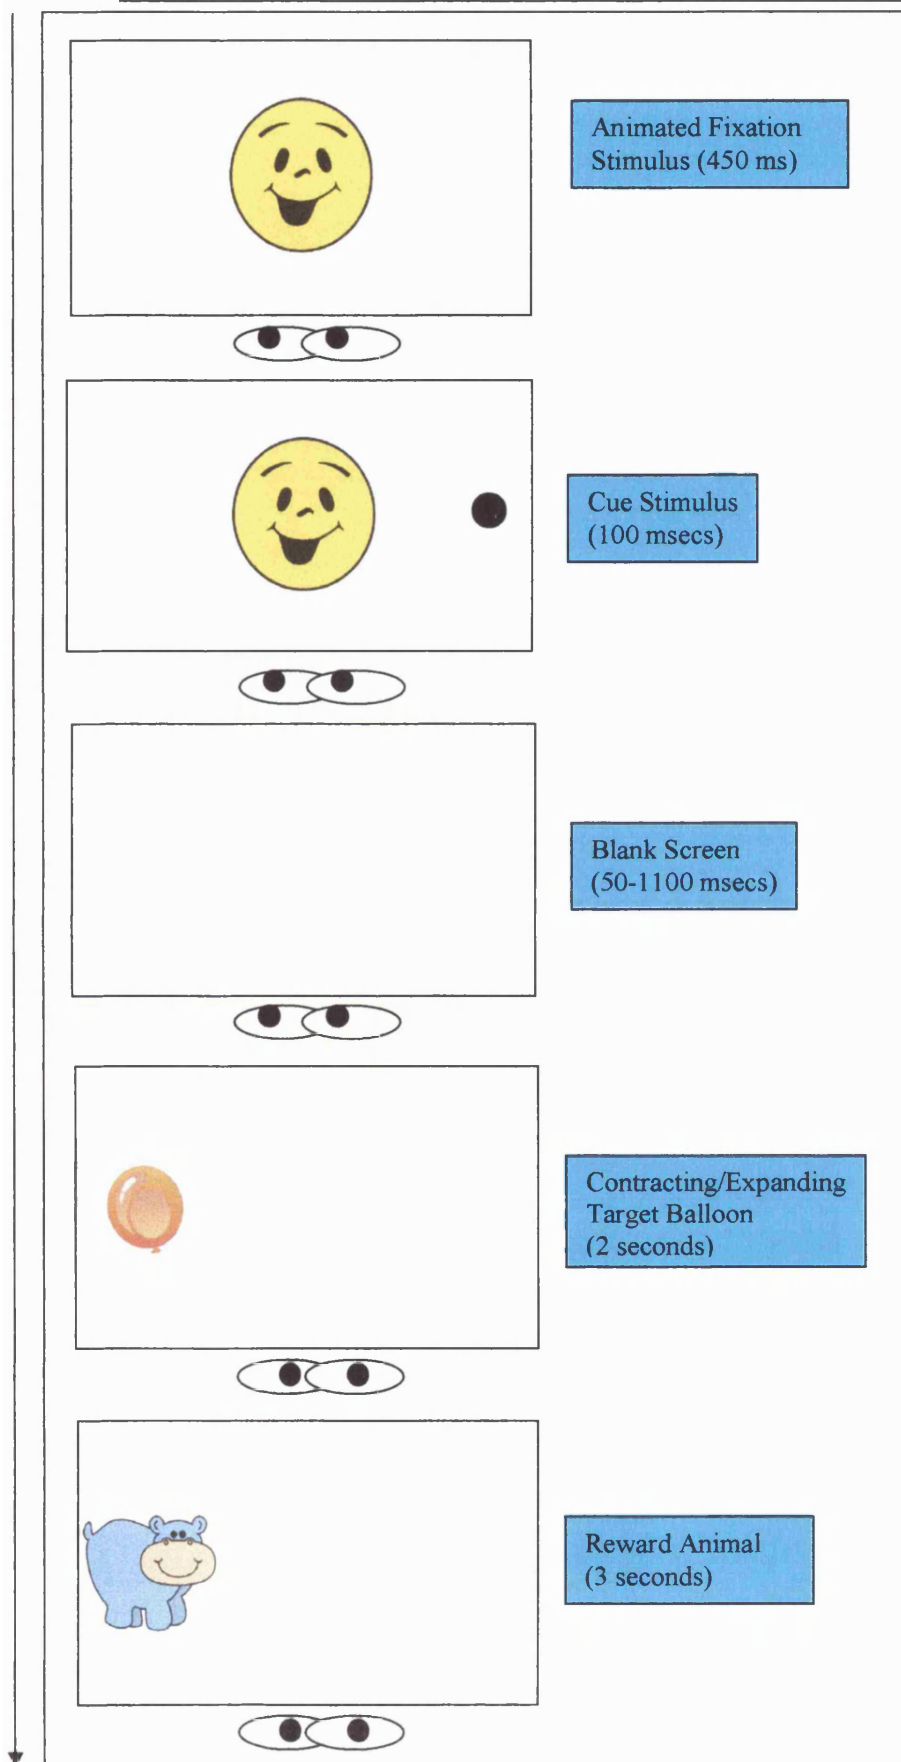 Animated Fixation
Stimulus (450 ms)
Cue Stimulus
(100 msecs)
Blank Screen
(50-1100 msecs)
Contracting/Expanding
Target Balloon
(2 seconds)
Reward Animal
(3 seconds)